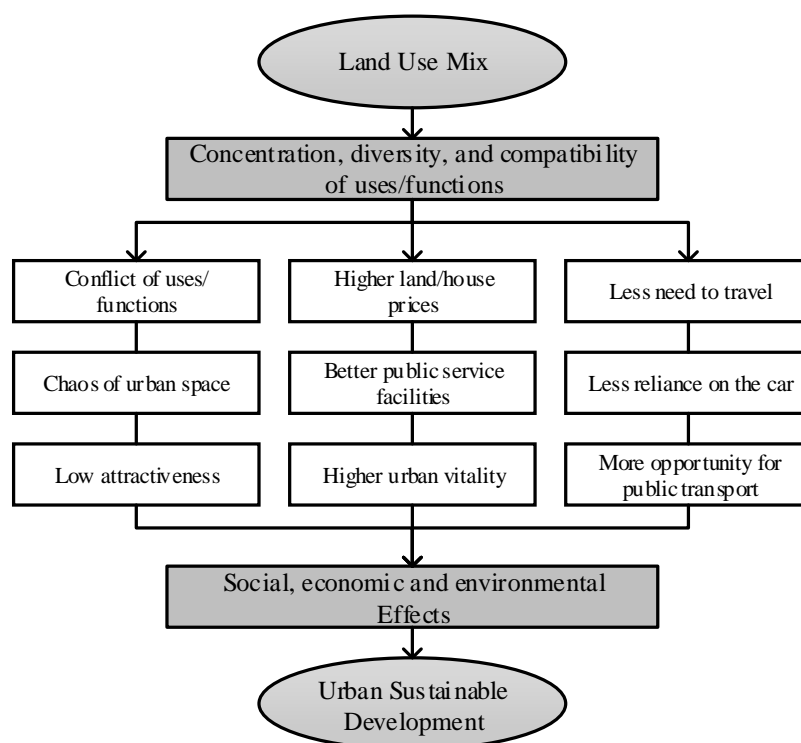 Land Use Mix
Concentration, diversity, and compatibility
of uses/functions
Conflict of uses/
functions
Higher land/house
prices
Less need to travel
Chaos of urban space
Better public service
facilities
Less reliance on the car
Low attractiveness
Higher urban vitality
More opportunity for
public transport
Social, economic and environmental
Effects
Urban Sustainable
Development